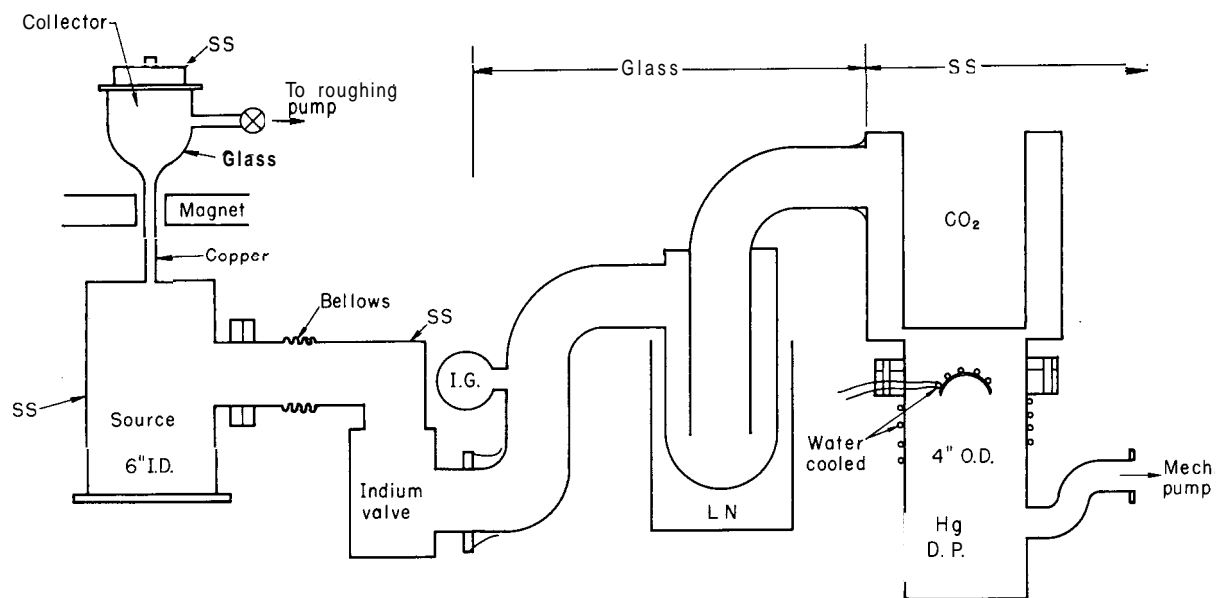 Collector
SS
To roughing
pump
Glass
Magnet
Copper
Bellows
SS
SS
Source
6" I.D.
Indium
valve
I.G.
Glass
SS
LN
CO₂
Water
cooled
4" O.D.
Hg
D.P.
Mech
pump